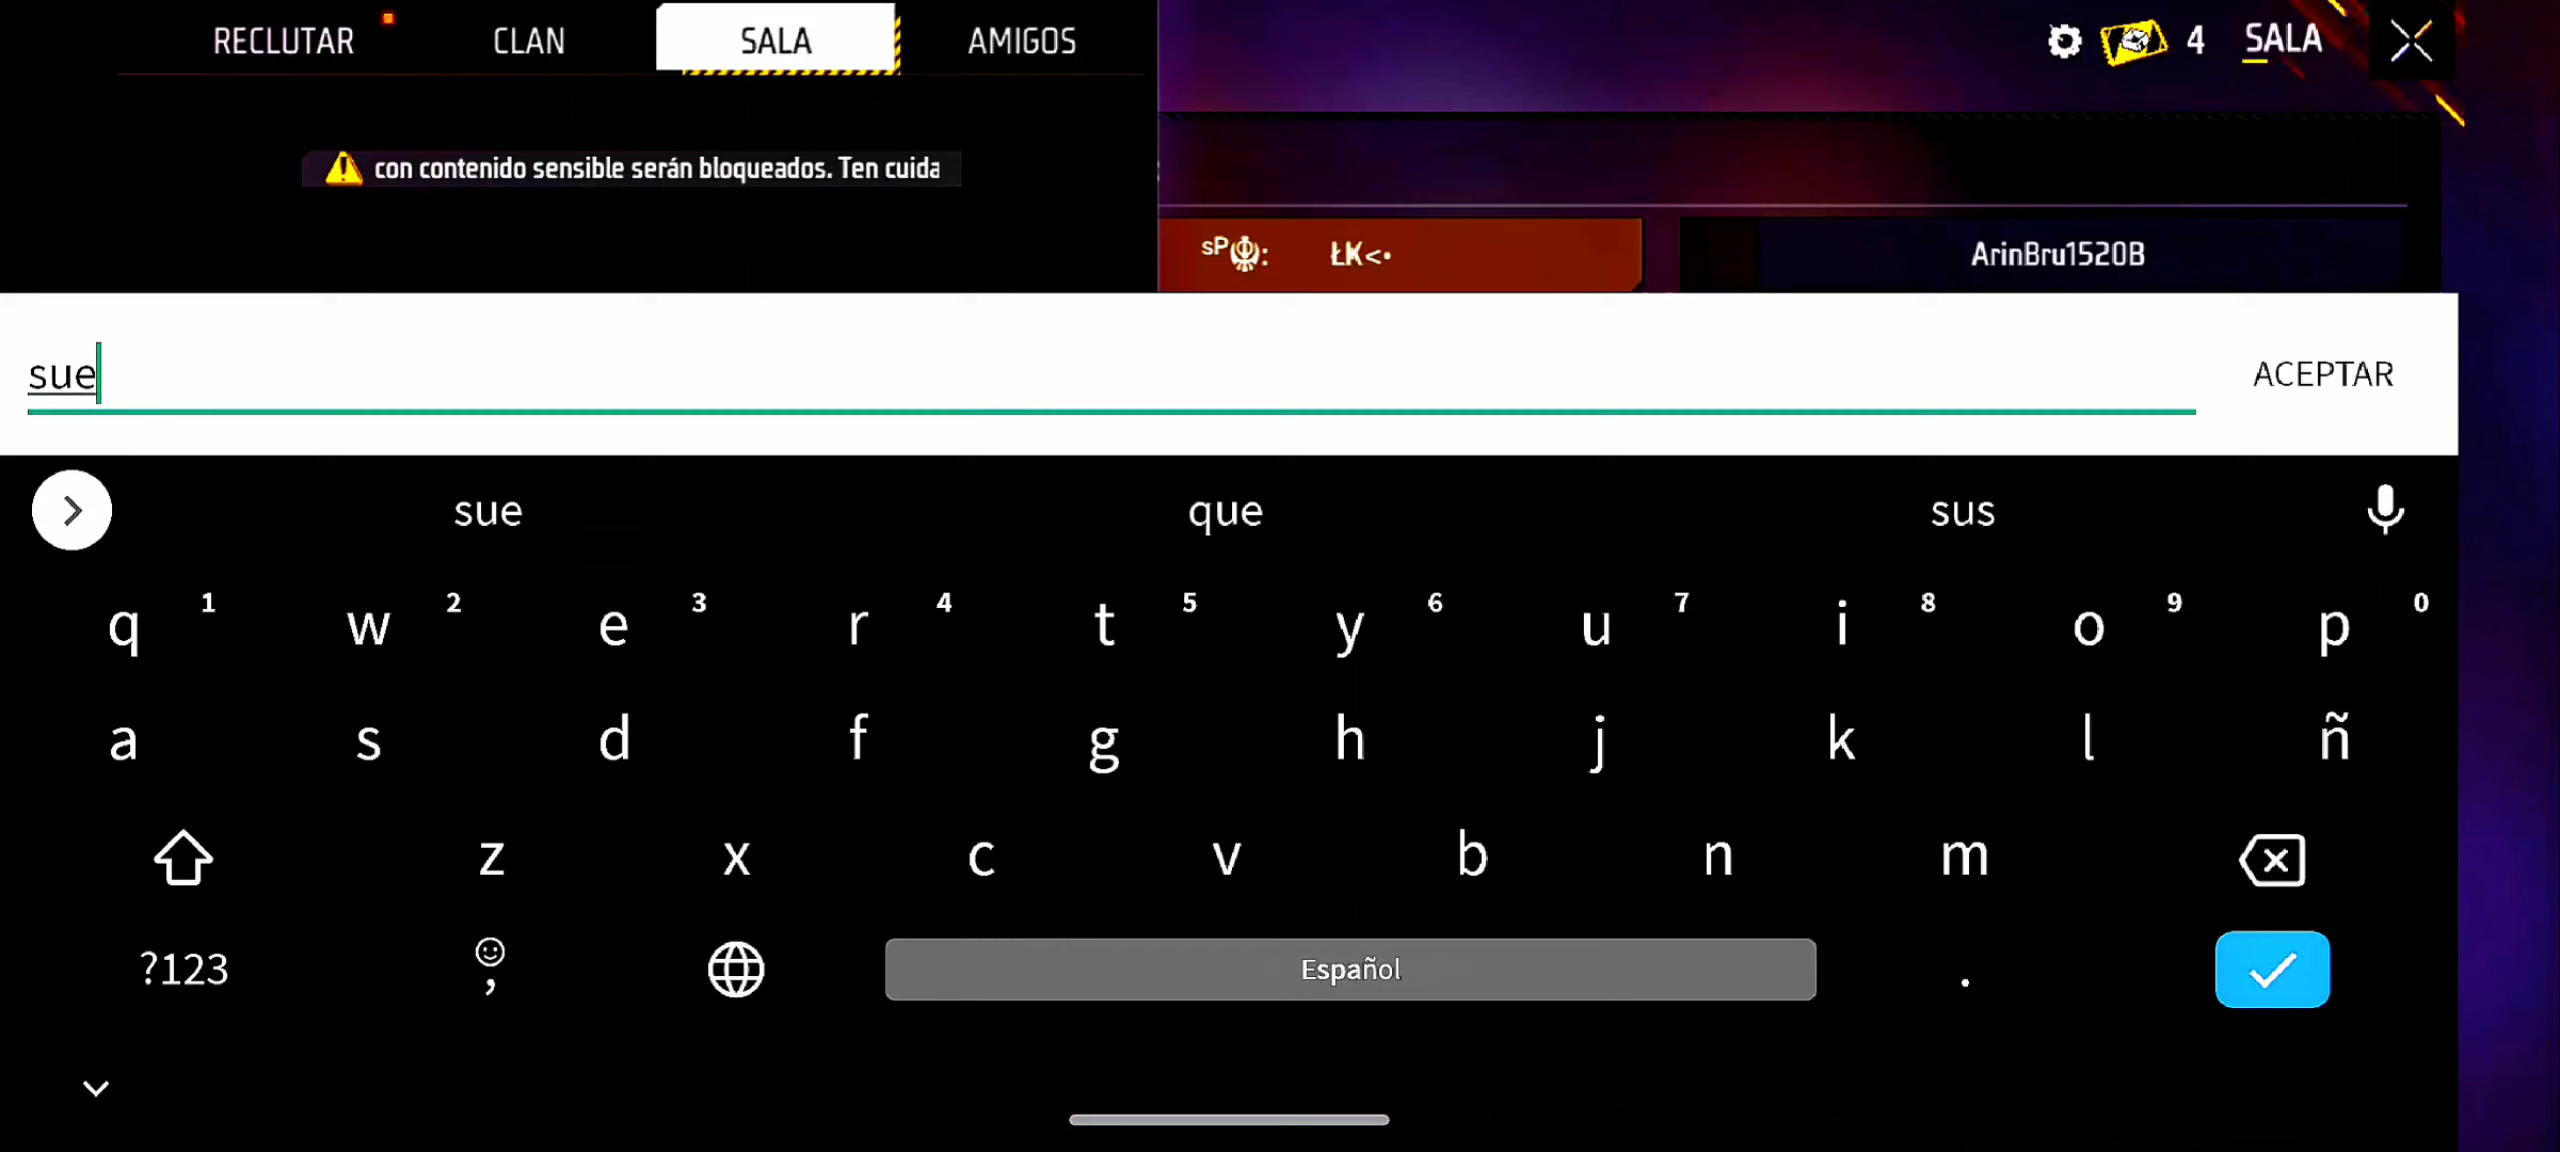 RECLUTAR CLAN SALA AMIGOS 4 SALA
con contenido sensible serán bloqueados. Ten cuida
sP : ŁK<• ArinBru1520B
sue ACEPTAR
sue que sus
q 1 w 2 e 3 r 4 t 5 y 6 u 7 i 8 o 9 p 0
a s d f g h j k l ñ
z x c v b n m
?123 , Español .